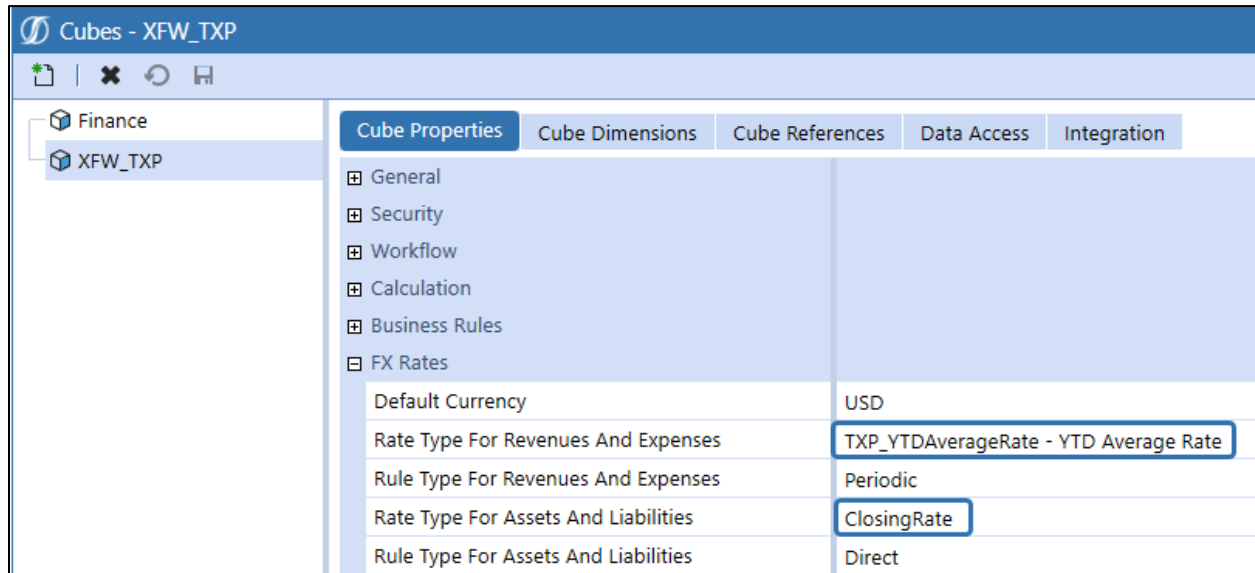 Cubes - XFW_TXP
Finance
XFW_TXP
Cube Properties Cube Dimensions Cube References Data Access Integration
General
Security
Workflow
Calculation
Business Rules
FX Rates
Default Currency USD
Rate Type For Revenues And Expenses TXP_YTDAverageRate - YTD Average Rate
Rule Type For Revenues And Expenses Periodic
Rate Type For Assets And Liabilities ClosingRate
Rule Type For Assets And Liabilities Direct